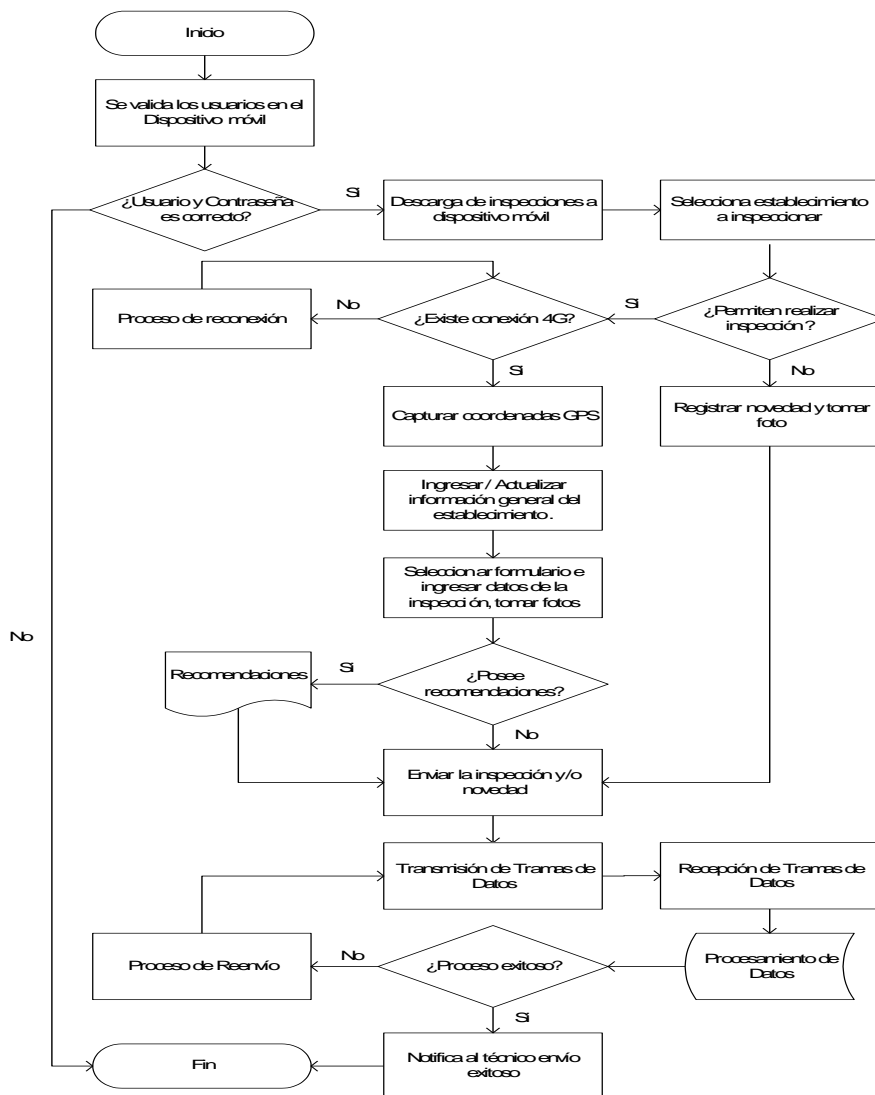 Inicio
Se valida los usuarios en el
Dispositivo móvil
¿Usuario y Contraseña
es correcto?
Si
Descarga de inspecciones a
dispositivo móvil
Selecciona establecimiento
a inspeccionar
Proceso de reconexión
No
¿Existe conexión 4G?
Si
¿Permiten realizar
inspección ?
Si
No
Capturar coordenadas GPS
Registrar novedad y tomar
foto
Ingresar / Actualizar
información general del
establecimiento .
Seleccionar formulario e
ingresar datos de la
inspección, tomar fotos
No
Recomendaciones
Si
¿Posee
recomendaciones?
No
Enviar la inspección y/o
novedad
Transmisión de Tramas de
Datos
Recepción de Tramas de
Datos
Proceso de Reenvío
No
¿Proceso exitoso?
Procesamiento de
Datos
Si
Fin
Notifica al técnico envío
exitoso